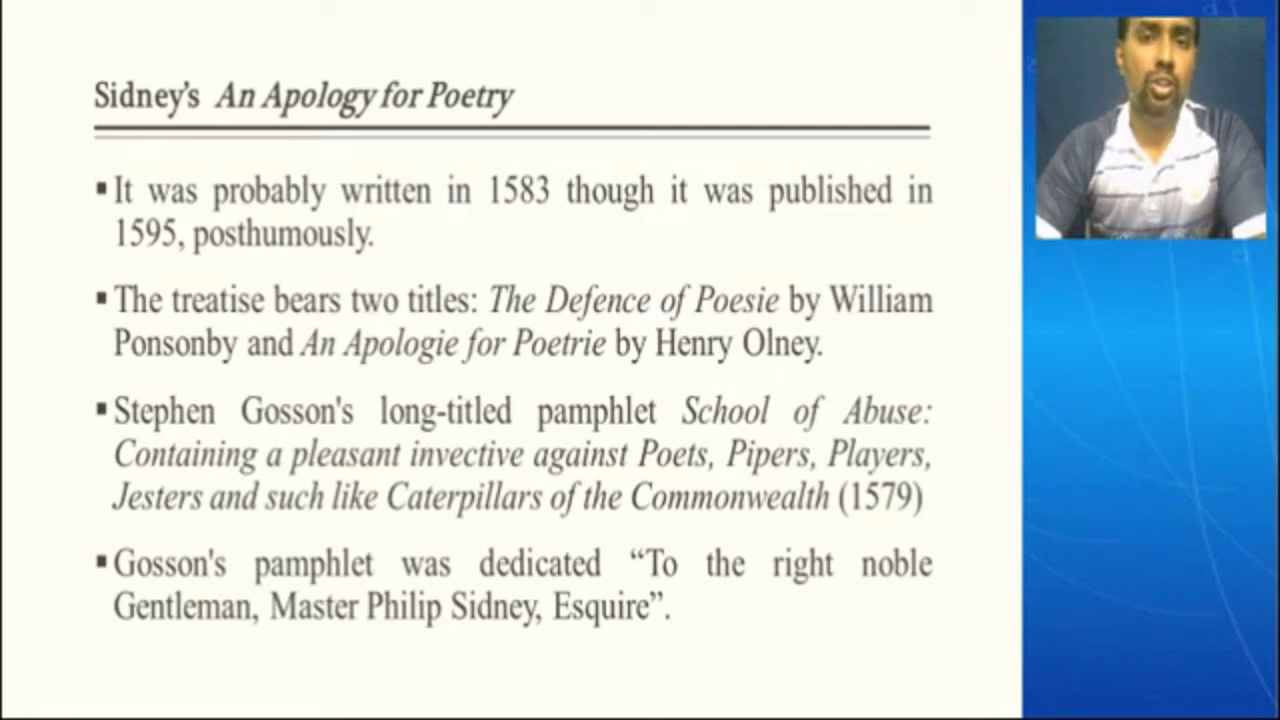 Sidney's An Apology for Poetry
▪It was probably written in 1583 though it was published in
1595, posthumously.
▪The treatise bears two titles: The Defence of Poesie by William
Ponsonby and An Apologie for Poetrie by Henry Olney.
▪Stephen Gosson's long-titled pamphlet School of Abuse:
Containing a pleasant invective against Poets, Pipers, Players,
Jesters and such like Caterpillars of the Commonwealth (1579)
▪Gosson's pamphlet was dedicated “To the right noble
Gentleman, Master Philip Sidney, Esquire”.